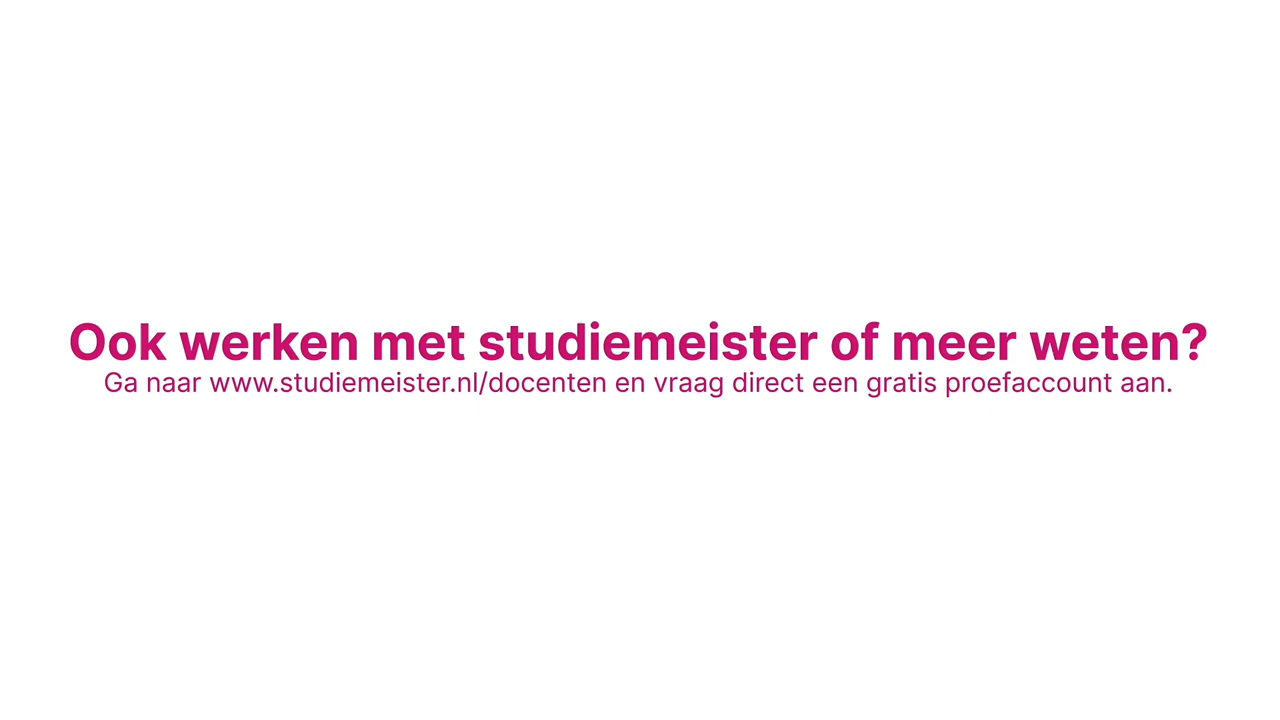 Ook werken met studiemeister of meer weten?
Ga naar www.studiemeister.nl/docenten en vraag direct een gratis proefaccount aan.